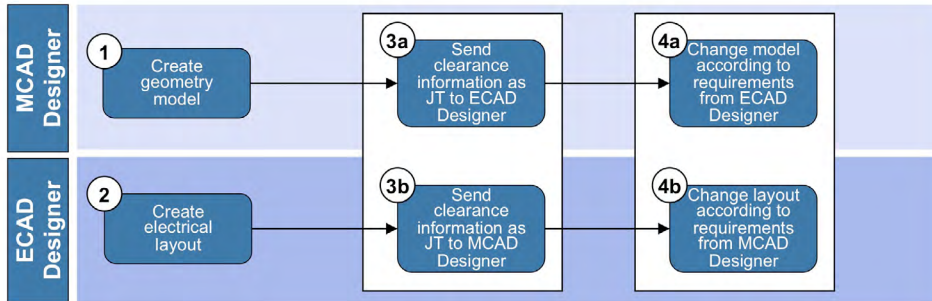 MCAD
Designer
1
Create
geometry
model
3a
Send
clearance
information as
JT to ECAD
Designer
4a
Change model
according to
requirements
from ECAD
Designer
ECAD
Designer
2
Create
electrical
layout
3b
Send
clearance
information as
JT to MCAD
Designer
4b
Change layout
according to
requirements
from MCAD
Designer